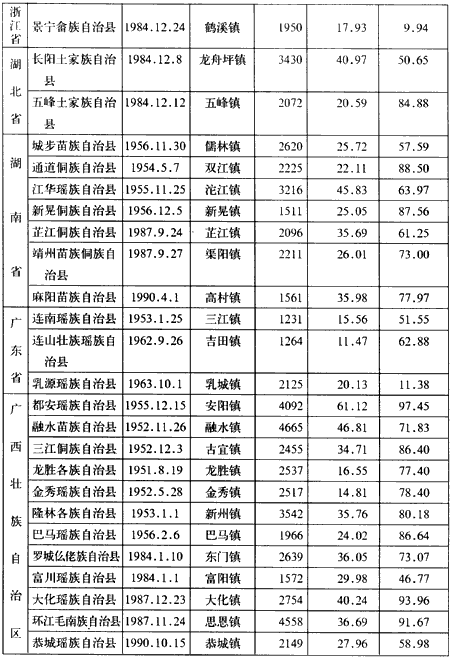 浙江省 景宁畲族自治县 1984.12.24 鹤溪镇 1950 17.93 9.94
湖北省 长阳土家族自治县 1984.12.8 龙舟坪镇 3430 40.97 50.65
五峰土家族自治县 1984.12.12 五峰镇 2072 20.59 84.88
湖南省 城步苗族自治县 1956.11.30 儒林镇 2620 25.72 57.59
通道侗族自治县 1954.5.7 双江镇 2225 22.11 88.50
江华瑶族自治县 1955.11.25 沱江镇 3216 45.83 63.97
新晃侗族自治县 1956.12.5 新晃镇 1511 25.05 87.56
芷江侗族自治县 1987.9.24 芷江镇 2096 35.69 61.25
靖州苗族侗族自治县 1987.9.27 渠阳镇 2211 26.01 73.00
麻阳苗族自治县 1990.4.1 高村镇 1561 35.98 77.97
广东省 连南瑶族自治县 1953.1.25 三江镇 1231 15.56 51.55
连山壮族瑶族自治县 1962.9.26 吉田镇 1264 11.47 62.88
乳源瑶族自治县 1963.10.1 乳城镇 2125 20.13 11.38
广西壮族自治区 都安瑶族自治县 1955.12.15 安阳镇 4092 61.12 97.45
融水苗族自治县 1952.11.26 融水镇 4665 46.81 71.83
三江侗族自治县 1952.12.3 古宜镇 2455 34.71 86.40
龙胜各族自治县 1951.8.19 龙胜镇 2537 16.55 77.40
金秀瑶族自治县 1952.5.28 金秀镇 2517 14.81 78.40
隆林各族自治县 1953.1.1 新州镇 3542 35.76 80.18
巴马瑶族自治县 1956.2.6 巴马镇 1966 24.02 86.64
罗城仫佬族自治县 1984.1.10 东门镇 2639 36.05 73.07
富川瑶族自治县 1984.1.1 富阳镇 1572 29.98 46.77
大化瑶族自治县 1987.12.23 大化镇 2754 40.24 93.96
环江毛南族自治县 1987.11.24 思恩镇 4558 36.69 91.67
恭城瑶族自治县 1990.10.15 恭城镇 2149 27.96 58.98